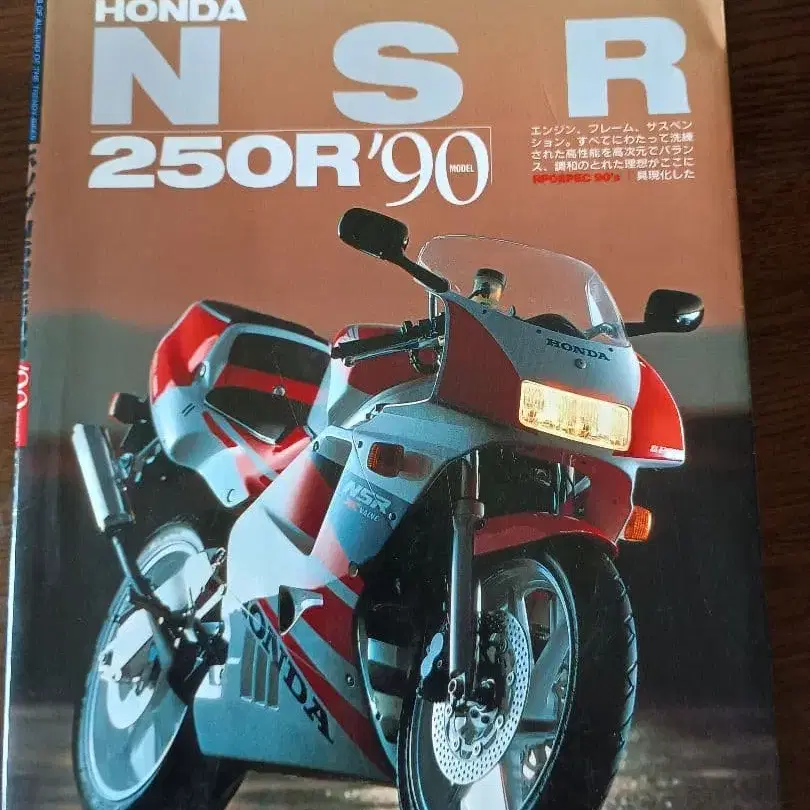 HONDA
NSR
250R'90
MODEL
エンジン、フレーム、サスペン
ション。すべてにわたって洗練
された高性能を高次元でバラン
ス、調和のとれた理想がここに
具現化した
HONDA
NSR
HONDA